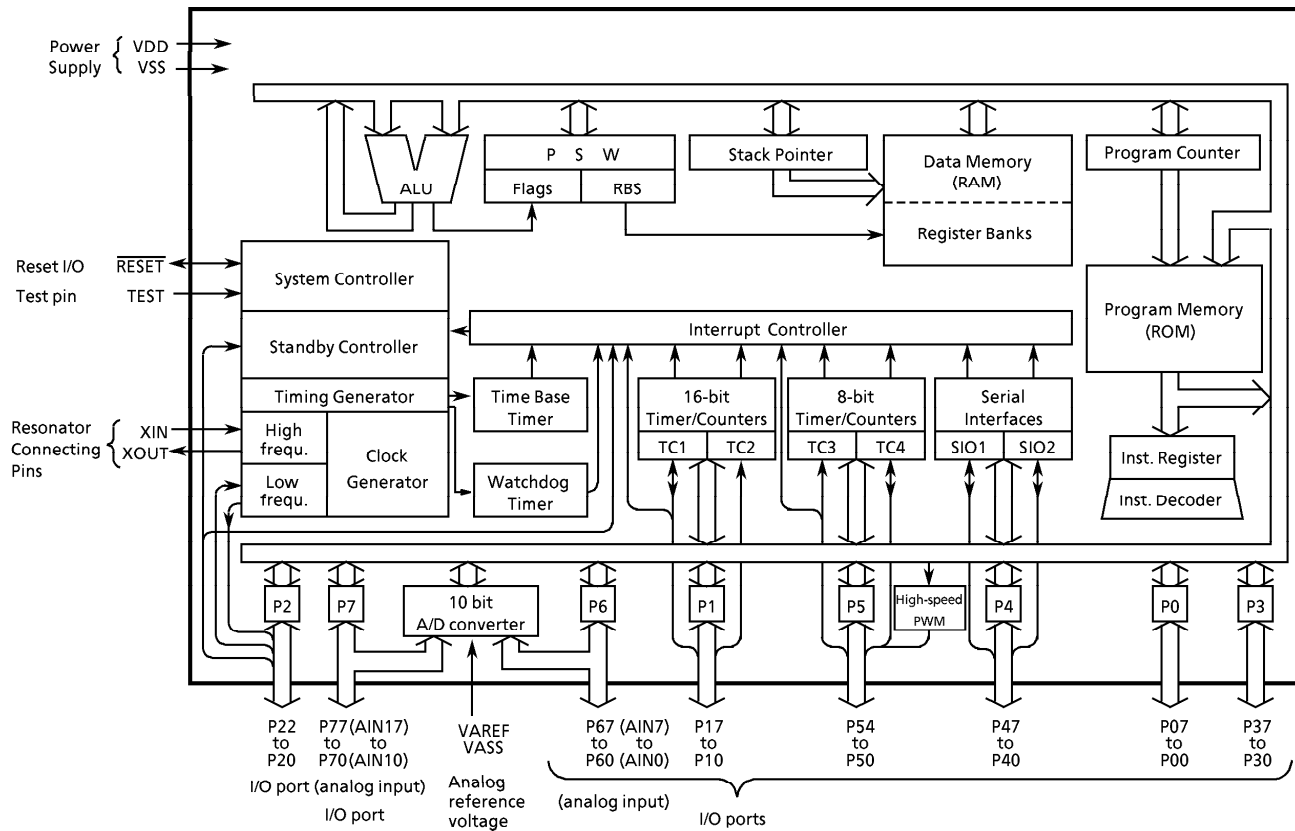 Power VDD
Supply VSS
P S W
Stack Pointer
Data Memory
(RAM)
Program Counter
ALU
Flags
RBS
Register Banks
Reset I/O RESET
Test pin TEST
System Controller
Program Memory
(ROM)
Interrupt Controller
Standby Controller
Timing Generator
Time Base
Timer
16-bit
Timer/Counters
TC1
TC2
8-bit
Timer/Counters
TC3
TC4
Serial
Interfaces
SIO1
SIO2
Resonator
Connecting
Pins
XIN
XOUT
High
frequ.
Low
frequ.
Clock
Generator
Watchdog
Timer
Inst. Register
Inst. Decoder
P2
P7
10 bit
A/D converter
P6
P1
P5
High-speed
PWM
P4
P0
P3
P22
to
P20
P77 (AIN17)
to to
P70 (AIN10)
VAREF
VASS
P67 (AIN7)
to to
P60 (AIN0)
P17
to
P10
P54
to
P50
P47
to
P40
P07
to
P00
P37
to
P30
I/O port (analog input)
I/O port
Analog
reference
voltage
(analog input)
I/O ports